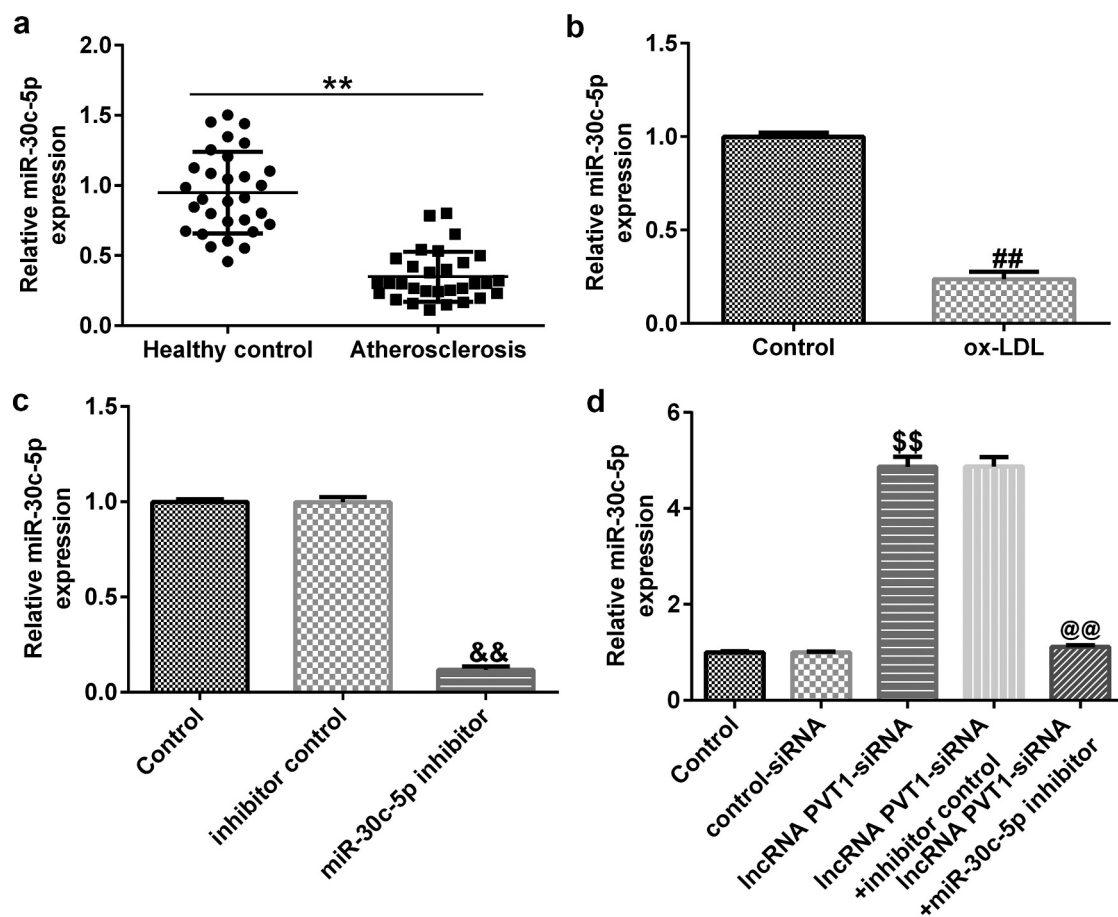 a
Relative miR-30c-5p
expression
2.0
1.5
1.0
0.5
0.0
**
Healthy control
Atherosclerosis
b
Relative miR-30c-5p
expression
1.5
1.0
0.5
0.0
##
Control
ox-LDL
c
Relative miR-30c-5p
expression
1.5
1.0
0.5
0.0
&&
Control
inhibitor control
miR-30c-5p inhibitor
d
Relative miR-30c-5p
expression
6
4
2
0
$$
@@
Control
control-siRNA
lncRNA PVT1-siRNA
lncRNA PVT1-siRNA
+inhibitor control
lncRNA PVT1-siRNA
+miR-30c-5p inhibitor